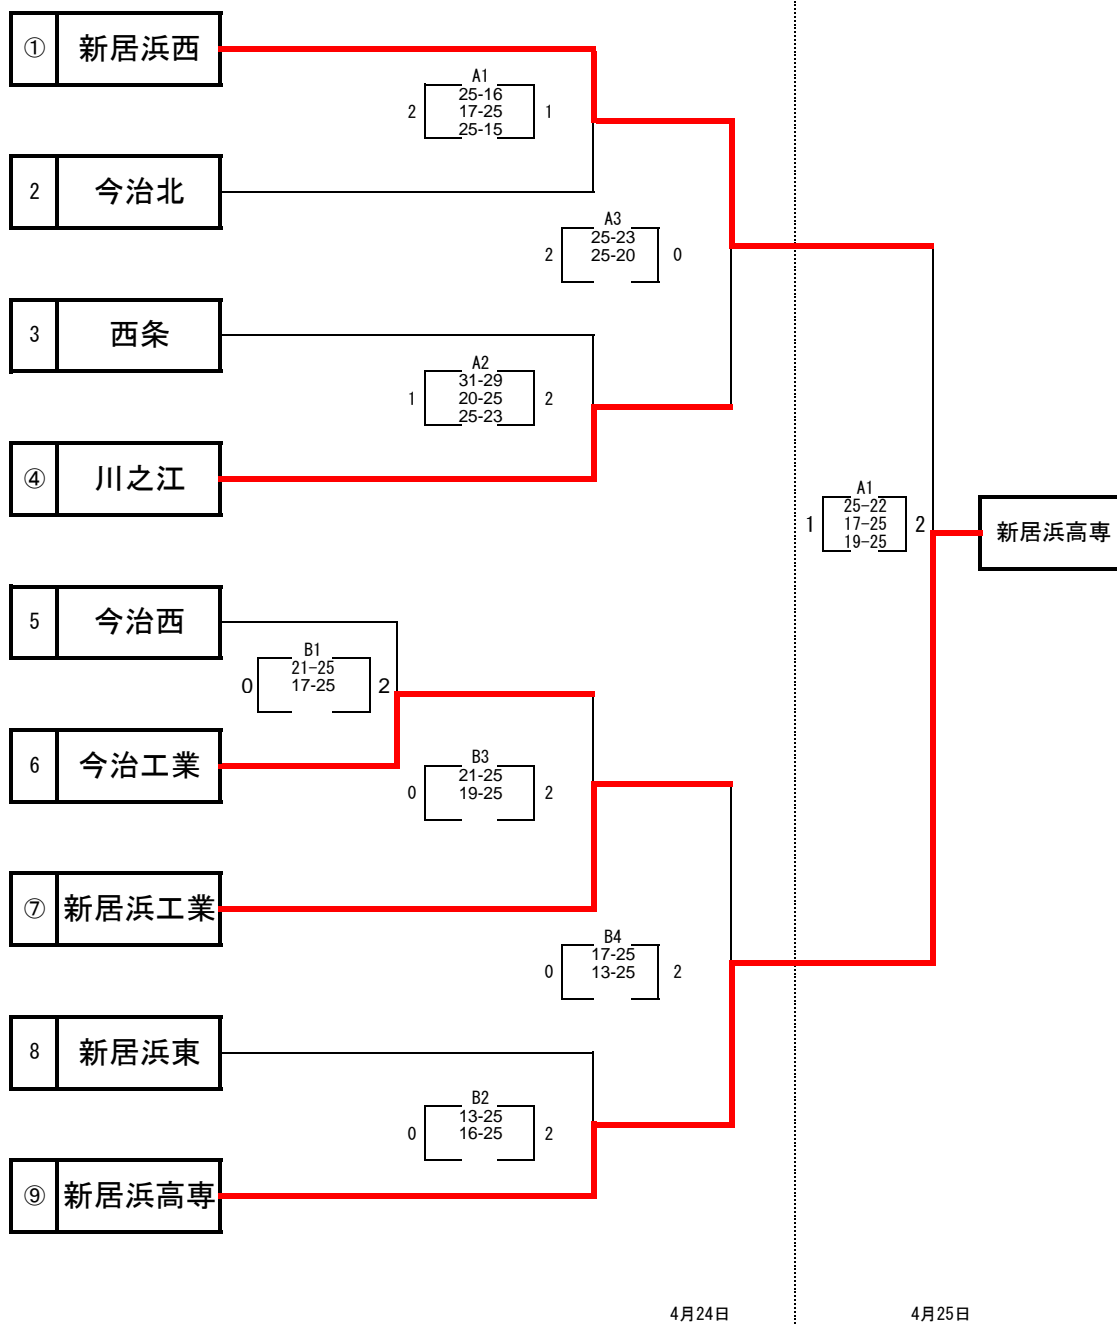 ① 新居浜西
A1
25-16
2 17-25 1
25-15
2 今治北
A3
25-23
2 25-20 0
3 西条
A2
31-29
1 20-25 2
25-23
④ 川之江
A1
25-22
1 17-25 2
19-25
新居浜高専
5 今治西
B1
21-25
0 17-25 2
6 今治工業
B3
21-25
0 19-25 2
⑦ 新居浜工業
B4
17-25
0 13-25 2
8 新居浜東
B2
13-25
0 16-25 2
⑨ 新居浜高専
4月24日 4月25日